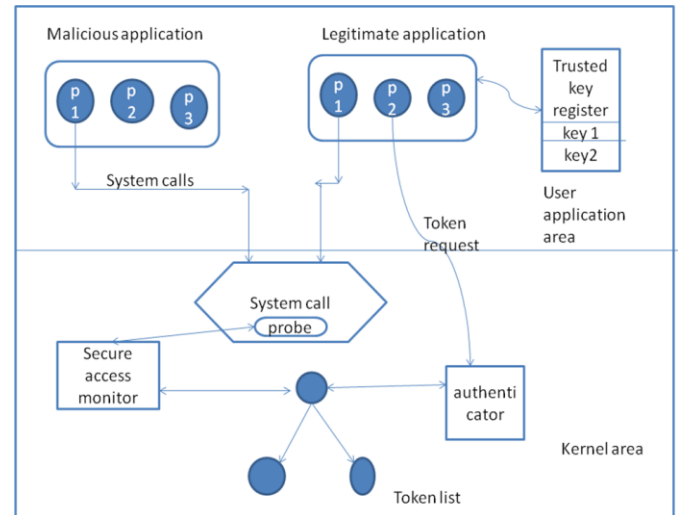 Malicious application
Legitimate application
p
1
p
2
p
3
p
1
p
2
p
3
Trusted
key
register
key 1
key2
System calls
User
application
area
Token
request
System call
probe
Secure
access
monitor
authenti
cator
Kernel area
Token list